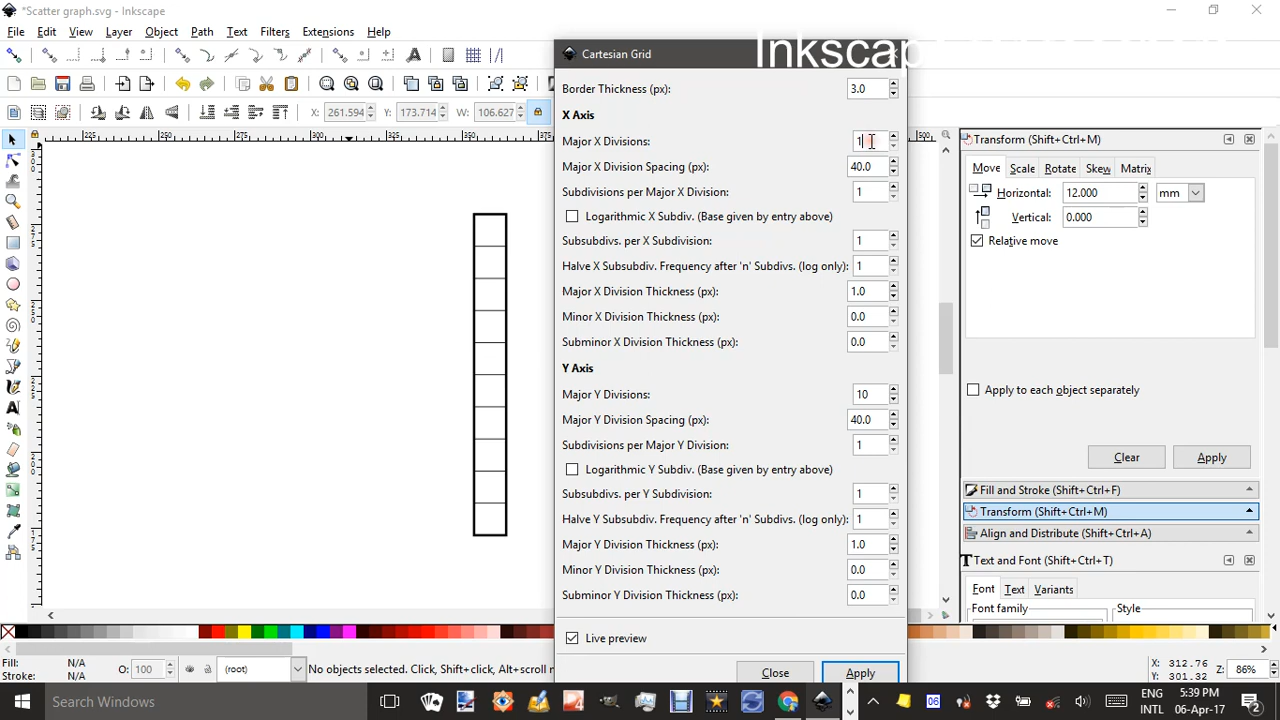 *Scatter graph.svg - Inkscape
File Edit View Layer Object Path Text Filters Extensions Help
X: 261.594 Y: 173.714 W: 106.627
Cartesian Grid
Inkscap
Border Thickness (px): 3.0
X Axis
Major X Divisions: 1
Major X Division Spacing (px): 40.0
Subdivisions per Major X Division: 1
Logarithmic X Subdiv. (Base given by entry above)
Subsubdivs. per X Subdivision: 1
Halve X Subsubdiv. Frequency after 'n' Subdivs. (log only): 1
Major X Division Thickness (px): 1.0
Minor X Division Thickness (px): 0.0
Subminor X Division Thickness (px): 0.0
Y Axis
Major Y Divisions: 10
Major Y Division Spacing (px): 40.0
Subdivisions per Major Y Division: 1
Logarithmic Y Subdiv. (Base given by entry above)
Subsubdivs. per Y Subdivision: 1
Halve Y Subsubdiv. Frequency after 'n' Subdivs. (log only): 1
Major Y Division Thickness (px): 1.0
Minor Y Division Thickness (px): 0.0
Subminor Y Division Thickness (px): 0.0
Live preview
Close Apply
Transform (Shift+Ctrl+M)
Move Scale Rotate Skew Matrix
Horizontal: 12.000 mm
Vertical: 0.000
Relative move
Apply to each object separately
Clear Apply
Fill and Stroke (Shift+Ctrl+F)
Transform (Shift+Ctrl+M)
Align and Distribute (Shift+Ctrl+A)
Text and Font (Shift+Ctrl+T)
Font Text Variants
Font family Style
Fill: N/A
Stroke: N/A
O: 100 (root) No objects selected. Click, Shift+click, Alt+scroll m
X: 312.76
Y: 301.32
Z: 86%
Search Windows
06
ENG
INTL
5:39 PM
06-Apr-17
2